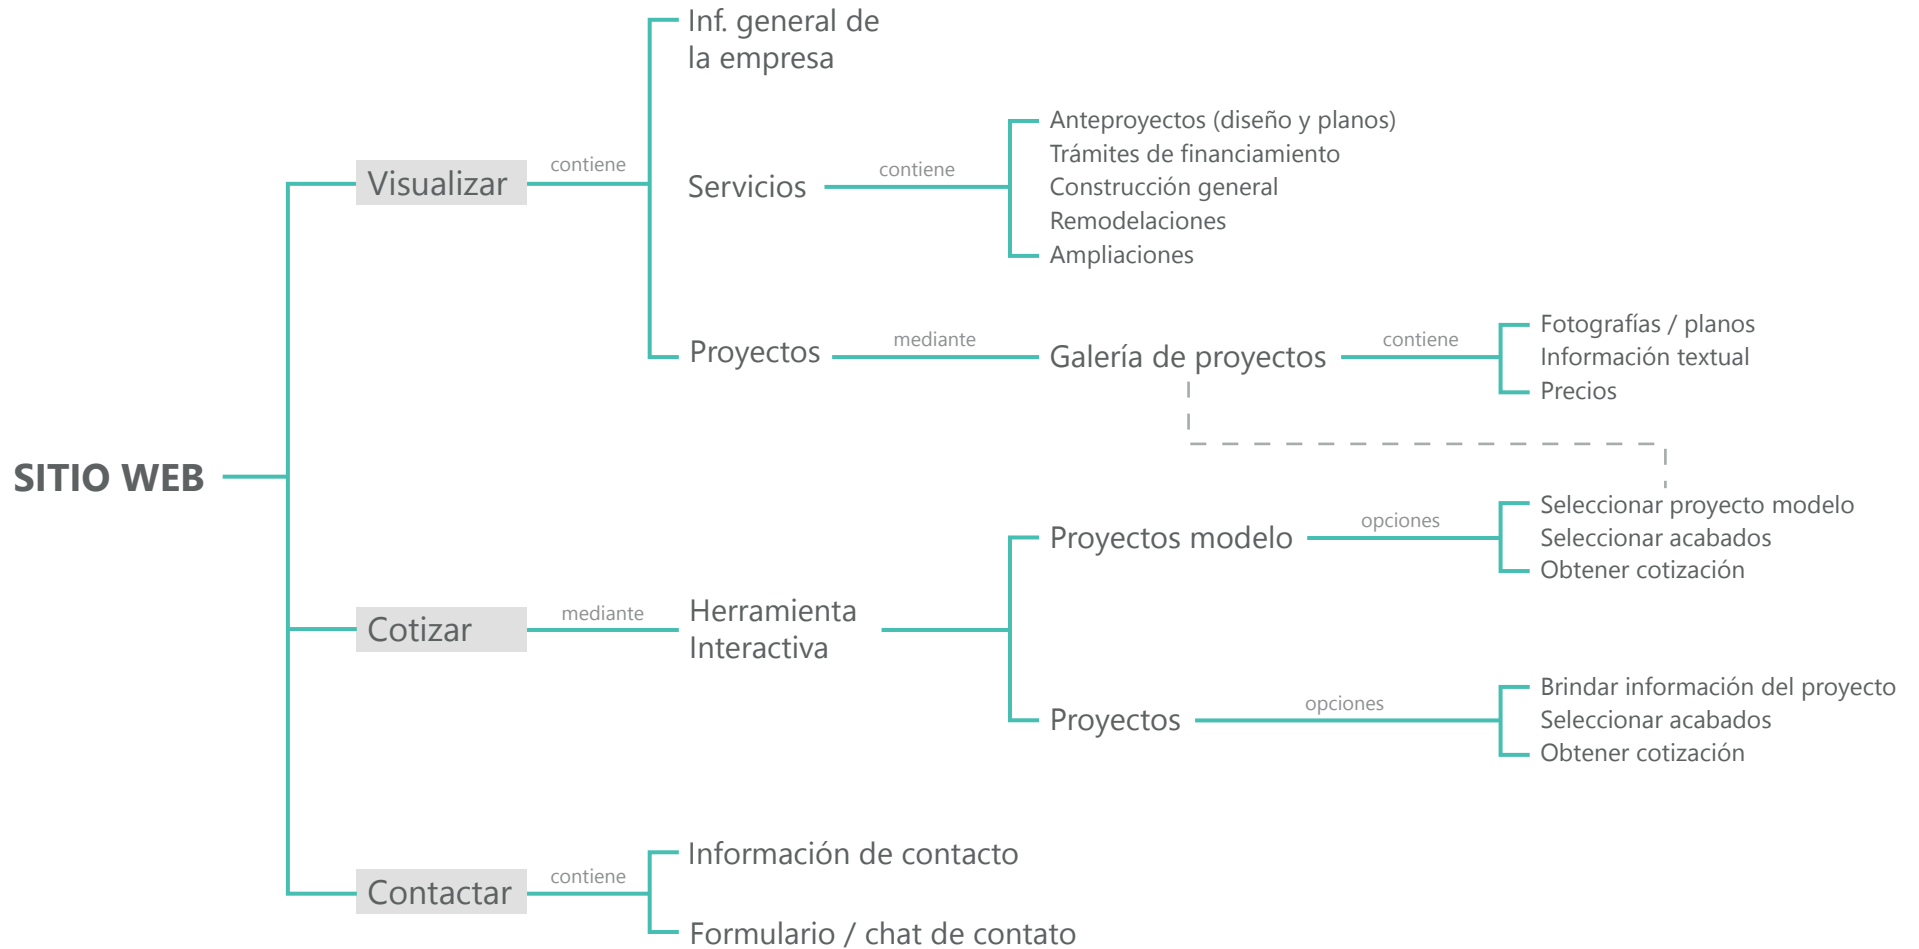 Inf. general de
la empresa
Anteproyectos (diseño y planos)
Trámites de financiamiento
Visualizar
contiene
Servicios
contiene
Construcción general
Remodelaciones
Ampliaciones
Proyectos
mediante
Galería de proyectos
contiene
Fotografías / planos
Información textual
Precios
SITIO WEB
Proyectos modelo
opciones
Seleccionar proyecto modelo
Seleccionar acabados
Obtener cotización
Cotizar
mediante
Herramienta
Interactiva
Proyectos
opciones
Brindar información del proyecto
Seleccionar acabados
Obtener cotización
Contactar
contiene
Información de contacto
Formulario / chat de contato